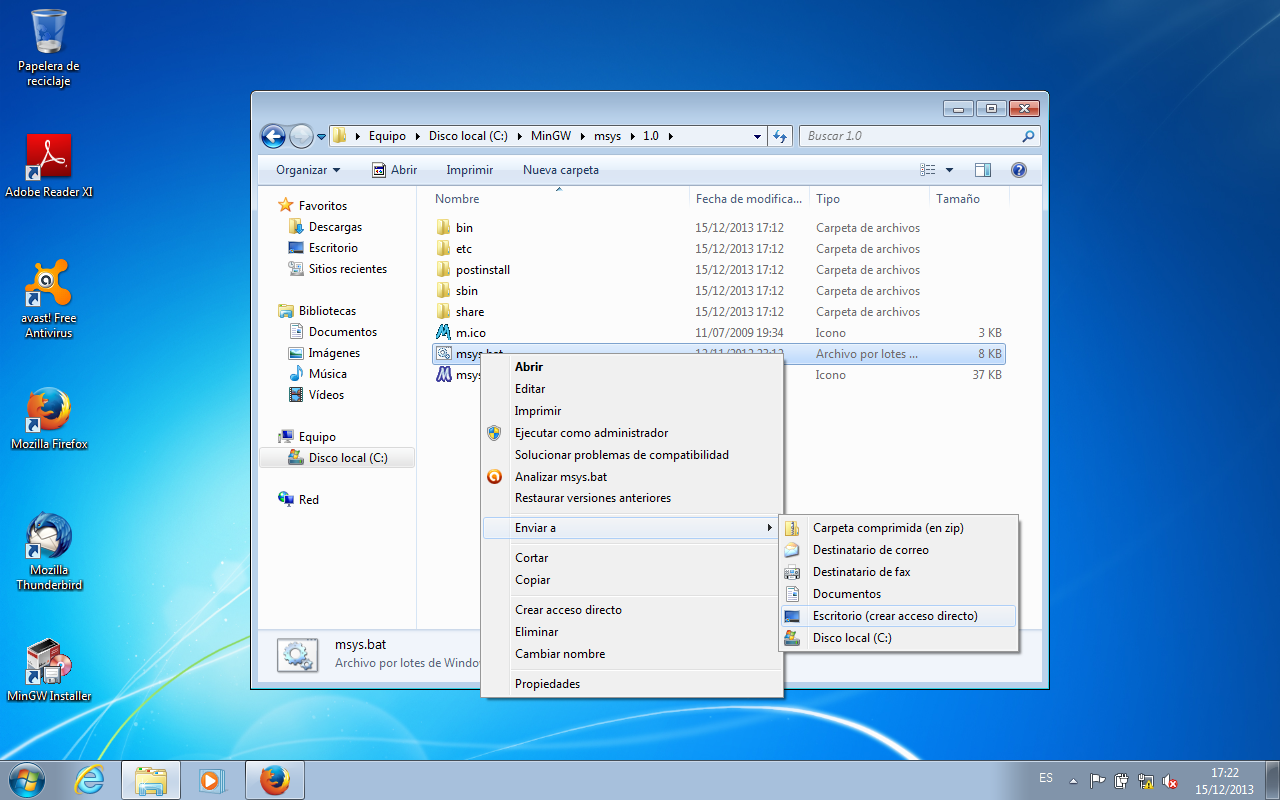 Papelera de
reciclaje
Adobe Reader XI
avast! Free
Antivirus
Mozilla Firefox
Mozilla
Thunderbird
MinGW Installer
Equipo
Disco local (C:)
MinGW
msys
1.0
Buscar 1.0
Organizar
Abrir
Imprimir
Nueva carpeta
Favoritos
Descargas
Escritorio
Sitios recientes
Bibliotecas
Documentos
Imágenes
Música
Vídeos
Equipo
Disco local (C:)
Red
Nombre Fecha de modifica... Tipo Tamaño
bin 15/12/2013 17:12 Carpeta de archivos
etc 15/12/2013 17:12 Carpeta de archivos
postinstall 15/12/2013 17:12 Carpeta de archivos
sbin 15/12/2013 17:12 Carpeta de archivos
share 15/12/2013 17:12 Carpeta de archivos
m.ico 11/07/2009 19:34 Icono 3 KB
msys.bat Archivo por lotes ... 8 KB
msys Icono 37 KB
Abrir
Editar
Imprimir
Ejecutar como administrador
Solucionar problemas de compatibilidad
Analizar msys.bat
Restaurar versiones anteriores
Enviar a
Cortar
Copiar
Crear acceso directo
Eliminar
Cambiar nombre
Propiedades
Carpeta comprimida (en zip)
Destinatario de correo
Destinatario de fax
Documentos
Escritorio (crear acceso directo)
Disco local (C:)
msys.bat
Archivo por lotes de Windo
ES
17:22
15/12/2013